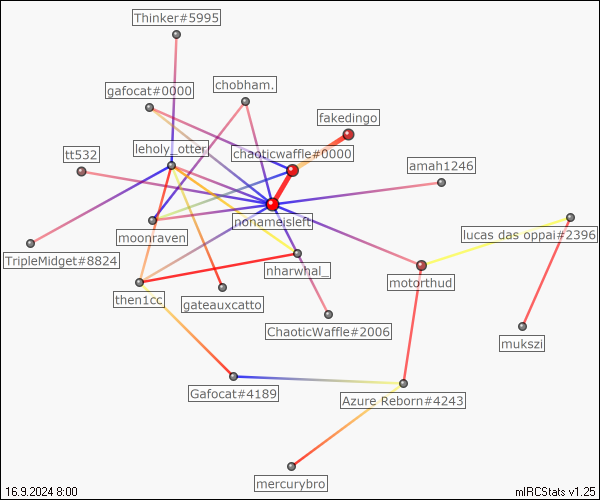 Thinker#5995
chobham.
gafocat#0000
fakedingo
leholy_otter
chaoticwaffle#0000
tt532
amah1246
nonameisleft
moonraven
lucas das oppai#2396
TripleMidget#8824
nharwhal_
motorthud
then1cc
gateauxcatto
ChaoticWaffle#2006
mukszi
Gafocat#4189
Azure Reborn#4243
mercurybro
16.9.2024 8:00
mIRCStats v1.25